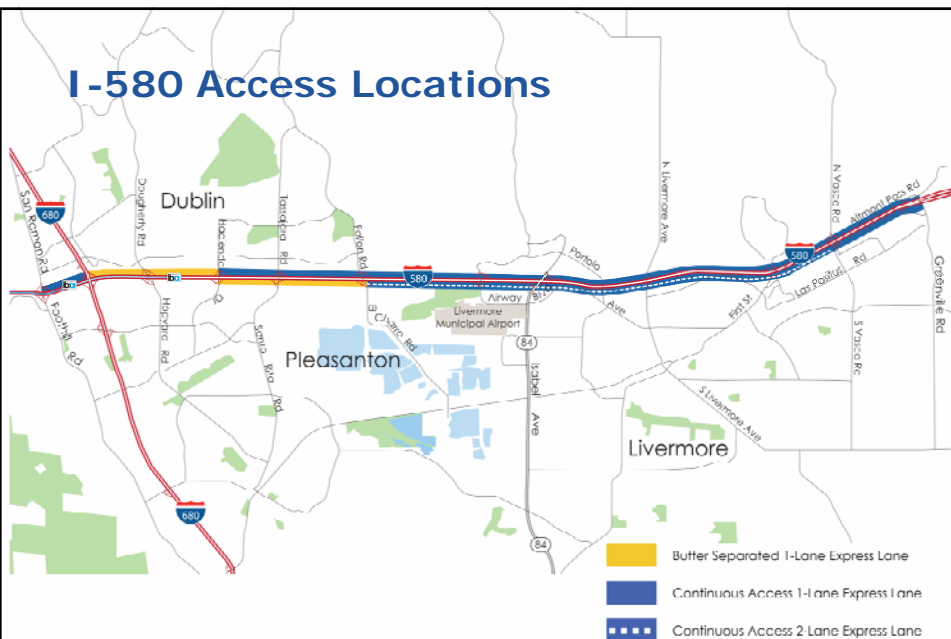 I-580 Access Locations
San Ramon Rd
680
Dougherty Rd
Dublin
Hacienda Dr
Tassajara Rd
Fallon Rd
580
N Livermore Ave
N Vasco Rd
Altmant Pass Rd
580
Portola
Ave
Airway Blvd
Livermore
Municipal Airport
First St
Las Positas Rd
Greenville Rd
Foothill Rd
Hopyard Rd
Santa Rita Rd
El Charro Rd
Pleasanton
84
Isabel Ave
S Vasco Rd
S Livermore Ave
Livermore
680
84
Butter Separated 1-Lane Express Lane
Continuous Access 1-Lane Express Lane
Continuous Access 2-Lane Express Lane